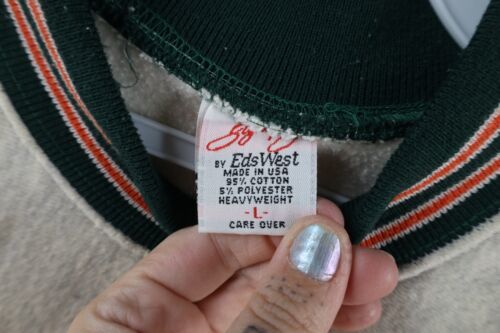 BY EdsWest
MADE IN USA
95% COTTON
5% POLYESTER
HEAVYWEIGHT
-L-
CARE OVER